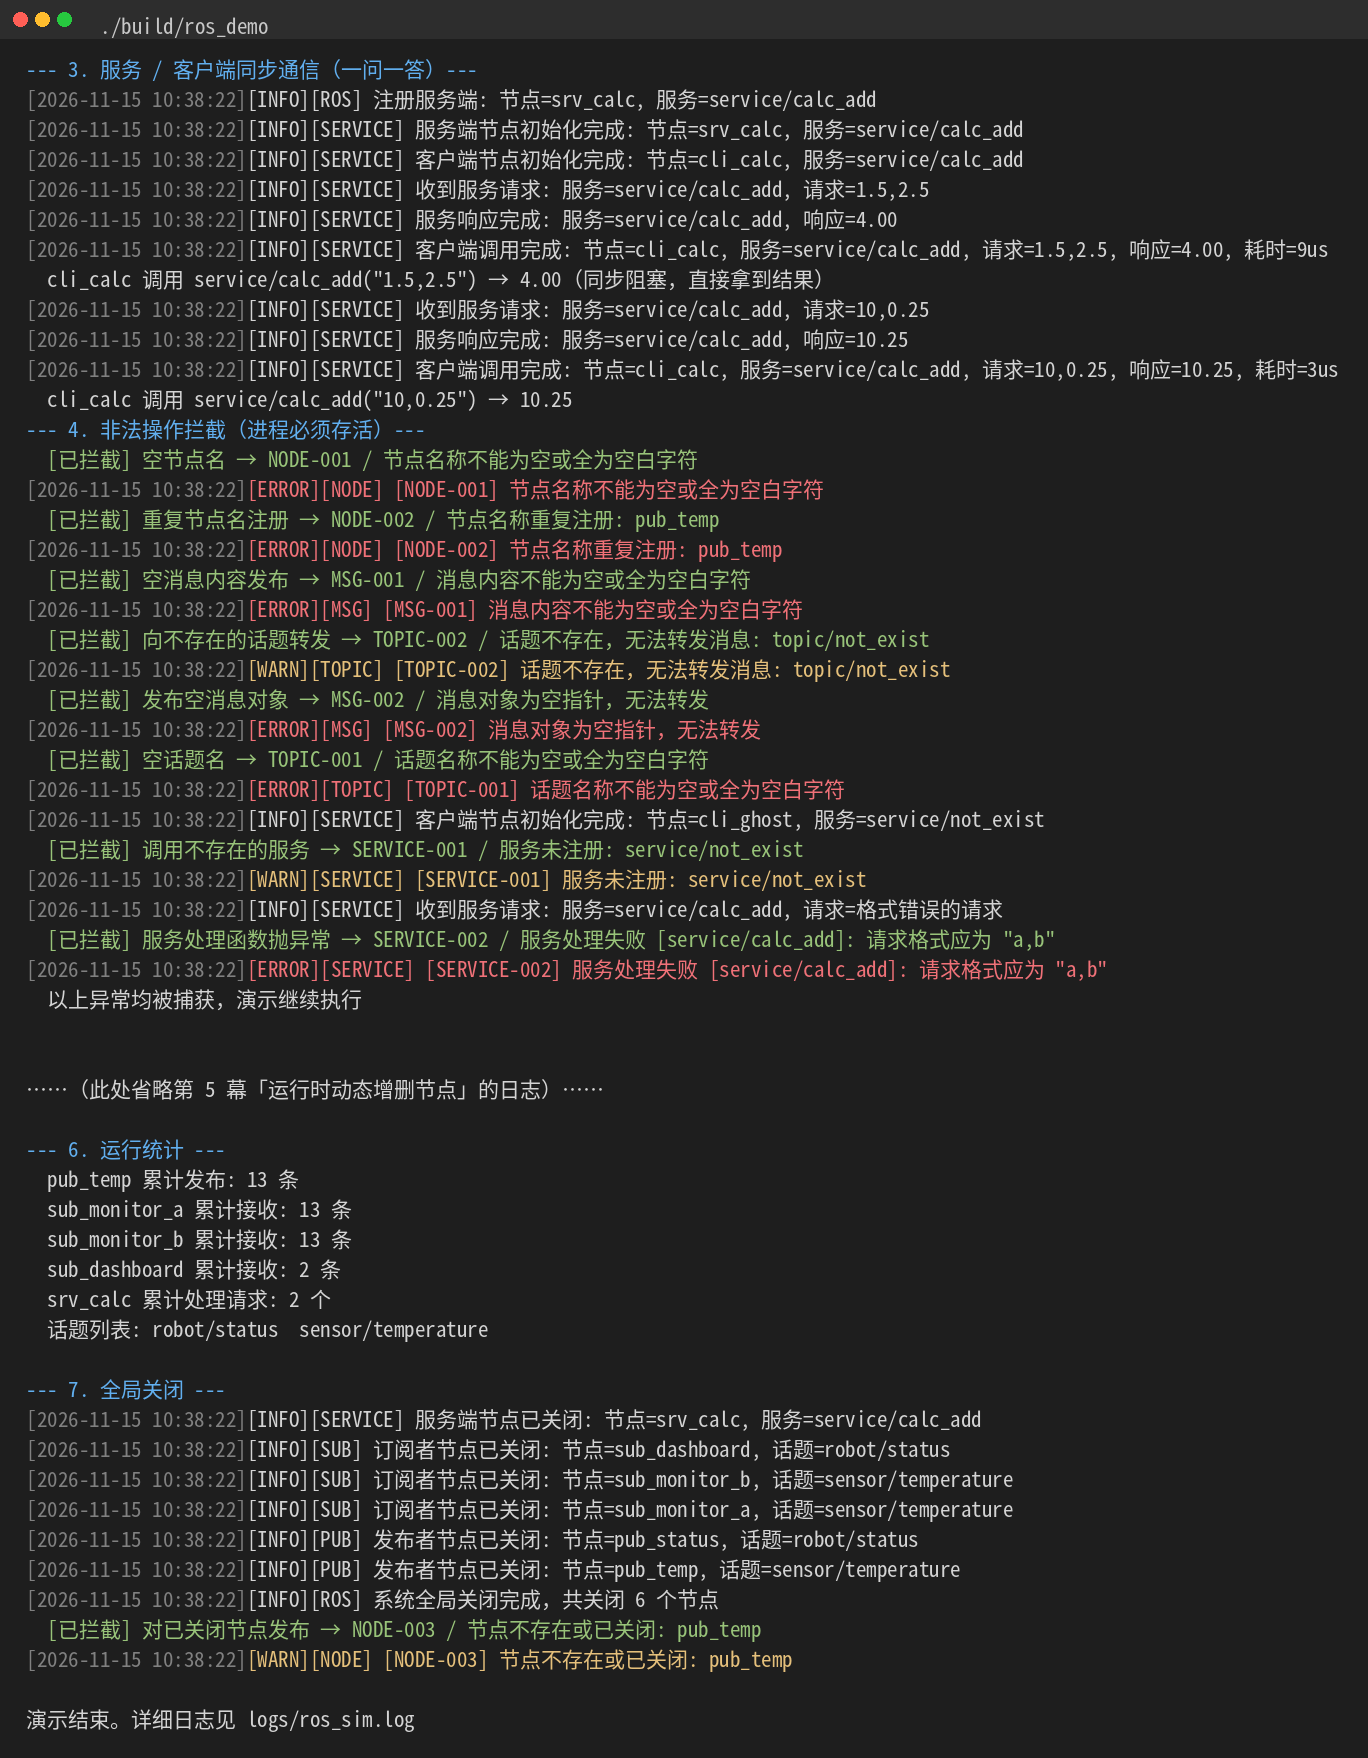 ./build/ros_demo
--- 3. 服务 / 客户端同步通信（一问一答）---
[2026-11-15 10:38:22][INFO][ROS] 注册服务端: 节点=srv_calc, 服务=service/calc_add
[2026-11-15 10:38:22][INFO][SERVICE] 服务端节点初始化完成: 节点=srv_calc, 服务=service/calc_add
[2026-11-15 10:38:22][INFO][SERVICE] 客户端节点初始化完成: 节点=cli_calc, 服务=service/calc_add
[2026-11-15 10:38:22][INFO][SERVICE] 收到服务请求: 服务=service/calc_add, 请求=1.5,2.5
[2026-11-15 10:38:22][INFO][SERVICE] 服务响应完成: 服务=service/calc_add, 响应=4.00
[2026-11-15 10:38:22][INFO][SERVICE] 客户端调用完成: 节点=cli_calc, 服务=service/calc_add, 请求=1.5,2.5, 响应=4.00, 耗时=9us
  cli_calc 调用 service/calc_add("1.5,2.5") → 4.00（同步阻塞，直接拿到结果）
[2026-11-15 10:38:22][INFO][SERVICE] 收到服务请求: 服务=service/calc_add, 请求=10,0.25
[2026-11-15 10:38:22][INFO][SERVICE] 服务响应完成: 服务=service/calc_add, 响应=10.25
[2026-11-15 10:38:22][INFO][SERVICE] 客户端调用完成: 节点=cli_calc, 服务=service/calc_add, 请求=10,0.25, 响应=10.25, 耗时=3us
  cli_calc 调用 service/calc_add("10,0.25") → 10.25
--- 4. 非法操作拦截（进程必须存活）---
  [已拦截] 空节点名 → NODE-001 / 节点名称不能为空或全为空白字符
[2026-11-15 10:38:22][ERROR][NODE] [NODE-001] 节点名称不能为空或全为空白字符
  [已拦截] 重复节点名注册 → NODE-002 / 节点名称重复注册: pub_temp
[2026-11-15 10:38:22][ERROR][NODE] [NODE-002] 节点名称重复注册: pub_temp
  [已拦截] 空消息内容发布 → MSG-001 / 消息内容不能为空或全为空白字符
[2026-11-15 10:38:22][ERROR][MSG] [MSG-001] 消息内容不能为空或全为空白字符
  [已拦截] 向不存在的话题转发 → TOPIC-002 / 话题不存在，无法转发消息: topic/not_exist
[2026-11-15 10:38:22][WARN][TOPIC] [TOPIC-002] 话题不存在，无法转发消息: topic/not_exist
  [已拦截] 发布空消息对象 → MSG-002 / 消息对象为空指针，无法转发
[2026-11-15 10:38:22][ERROR][MSG] [MSG-002] 消息对象为空指针，无法转发
  [已拦截] 空话题名 → TOPIC-001 / 话题名称不能为空或全为空白字符
[2026-11-15 10:38:22][ERROR][TOPIC] [TOPIC-001] 话题名称不能为空或全为空白字符
[2026-11-15 10:38:22][INFO][SERVICE] 客户端节点初始化完成: 节点=cli_ghost, 服务=service/not_exist
  [已拦截] 调用不存在的服务 → SERVICE-001 / 服务未注册: service/not_exist
[2026-11-15 10:38:22][WARN][SERVICE] [SERVICE-001] 服务未注册: service/not_exist
[2026-11-15 10:38:22][INFO][SERVICE] 收到服务请求: 服务=service/calc_add, 请求=格式错误的请求
  [已拦截] 服务处理函数抛异常 → SERVICE-002 / 服务处理失败 [service/calc_add]: 请求格式应为 "a,b"
[2026-11-15 10:38:22][ERROR][SERVICE] [SERVICE-002] 服务处理失败 [service/calc_add]: 请求格式应为 "a,b"
  以上异常均被捕获，演示继续执行
……（此处省略第 5 幕「运行时动态增删节点」的日志）……
--- 6. 运行统计 ---
  pub_temp 累计发布: 13 条
  sub_monitor_a 累计接收: 13 条
  sub_monitor_b 累计接收: 13 条
  sub_dashboard 累计接收: 2 条
  srv_calc 累计处理请求: 2 个
  话题列表: robot/status  sensor/temperature
--- 7. 全局关闭 ---
[2026-11-15 10:38:22][INFO][SERVICE] 服务端节点已关闭: 节点=srv_calc, 服务=service/calc_add
[2026-11-15 10:38:22][INFO][SUB] 订阅者节点已关闭: 节点=sub_dashboard, 话题=robot/status
[2026-11-15 10:38:22][INFO][SUB] 订阅者节点已关闭: 节点=sub_monitor_b, 话题=sensor/temperature
[2026-11-15 10:38:22][INFO][SUB] 订阅者节点已关闭: 节点=sub_monitor_a, 话题=sensor/temperature
[2026-11-15 10:38:22][INFO][PUB] 发布者节点已关闭: 节点=pub_status, 话题=robot/status
[2026-11-15 10:38:22][INFO][PUB] 发布者节点已关闭: 节点=pub_temp, 话题=sensor/temperature
[2026-11-15 10:38:22][INFO][ROS] 系统全局关闭完成，共关闭 6 个节点
  [已拦截] 对已关闭节点发布 → NODE-003 / 节点不存在或已关闭: pub_temp
[2026-11-15 10:38:22][WARN][NODE] [NODE-003] 节点不存在或已关闭: pub_temp
演示结束。详细日志见 logs/ros_sim.log